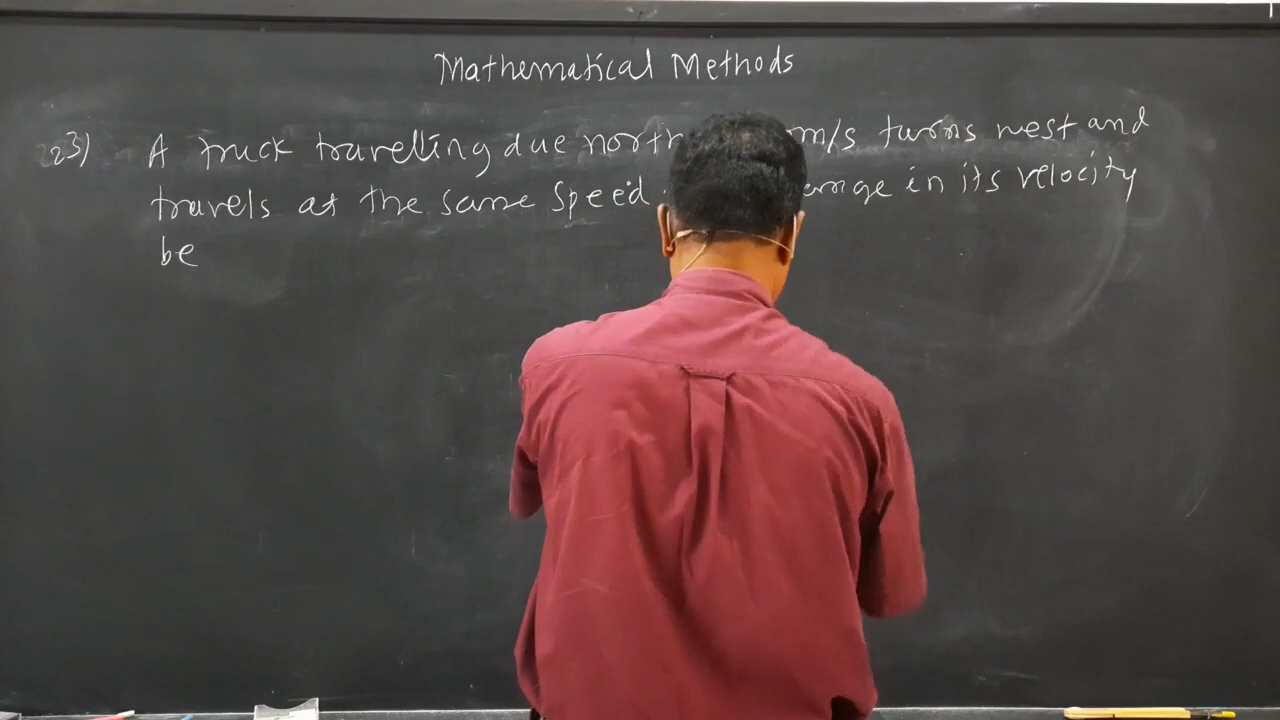 Mathematical Methods
23) A truck travelling due north m/s turns west and
travels at the same speed in its velocity
be